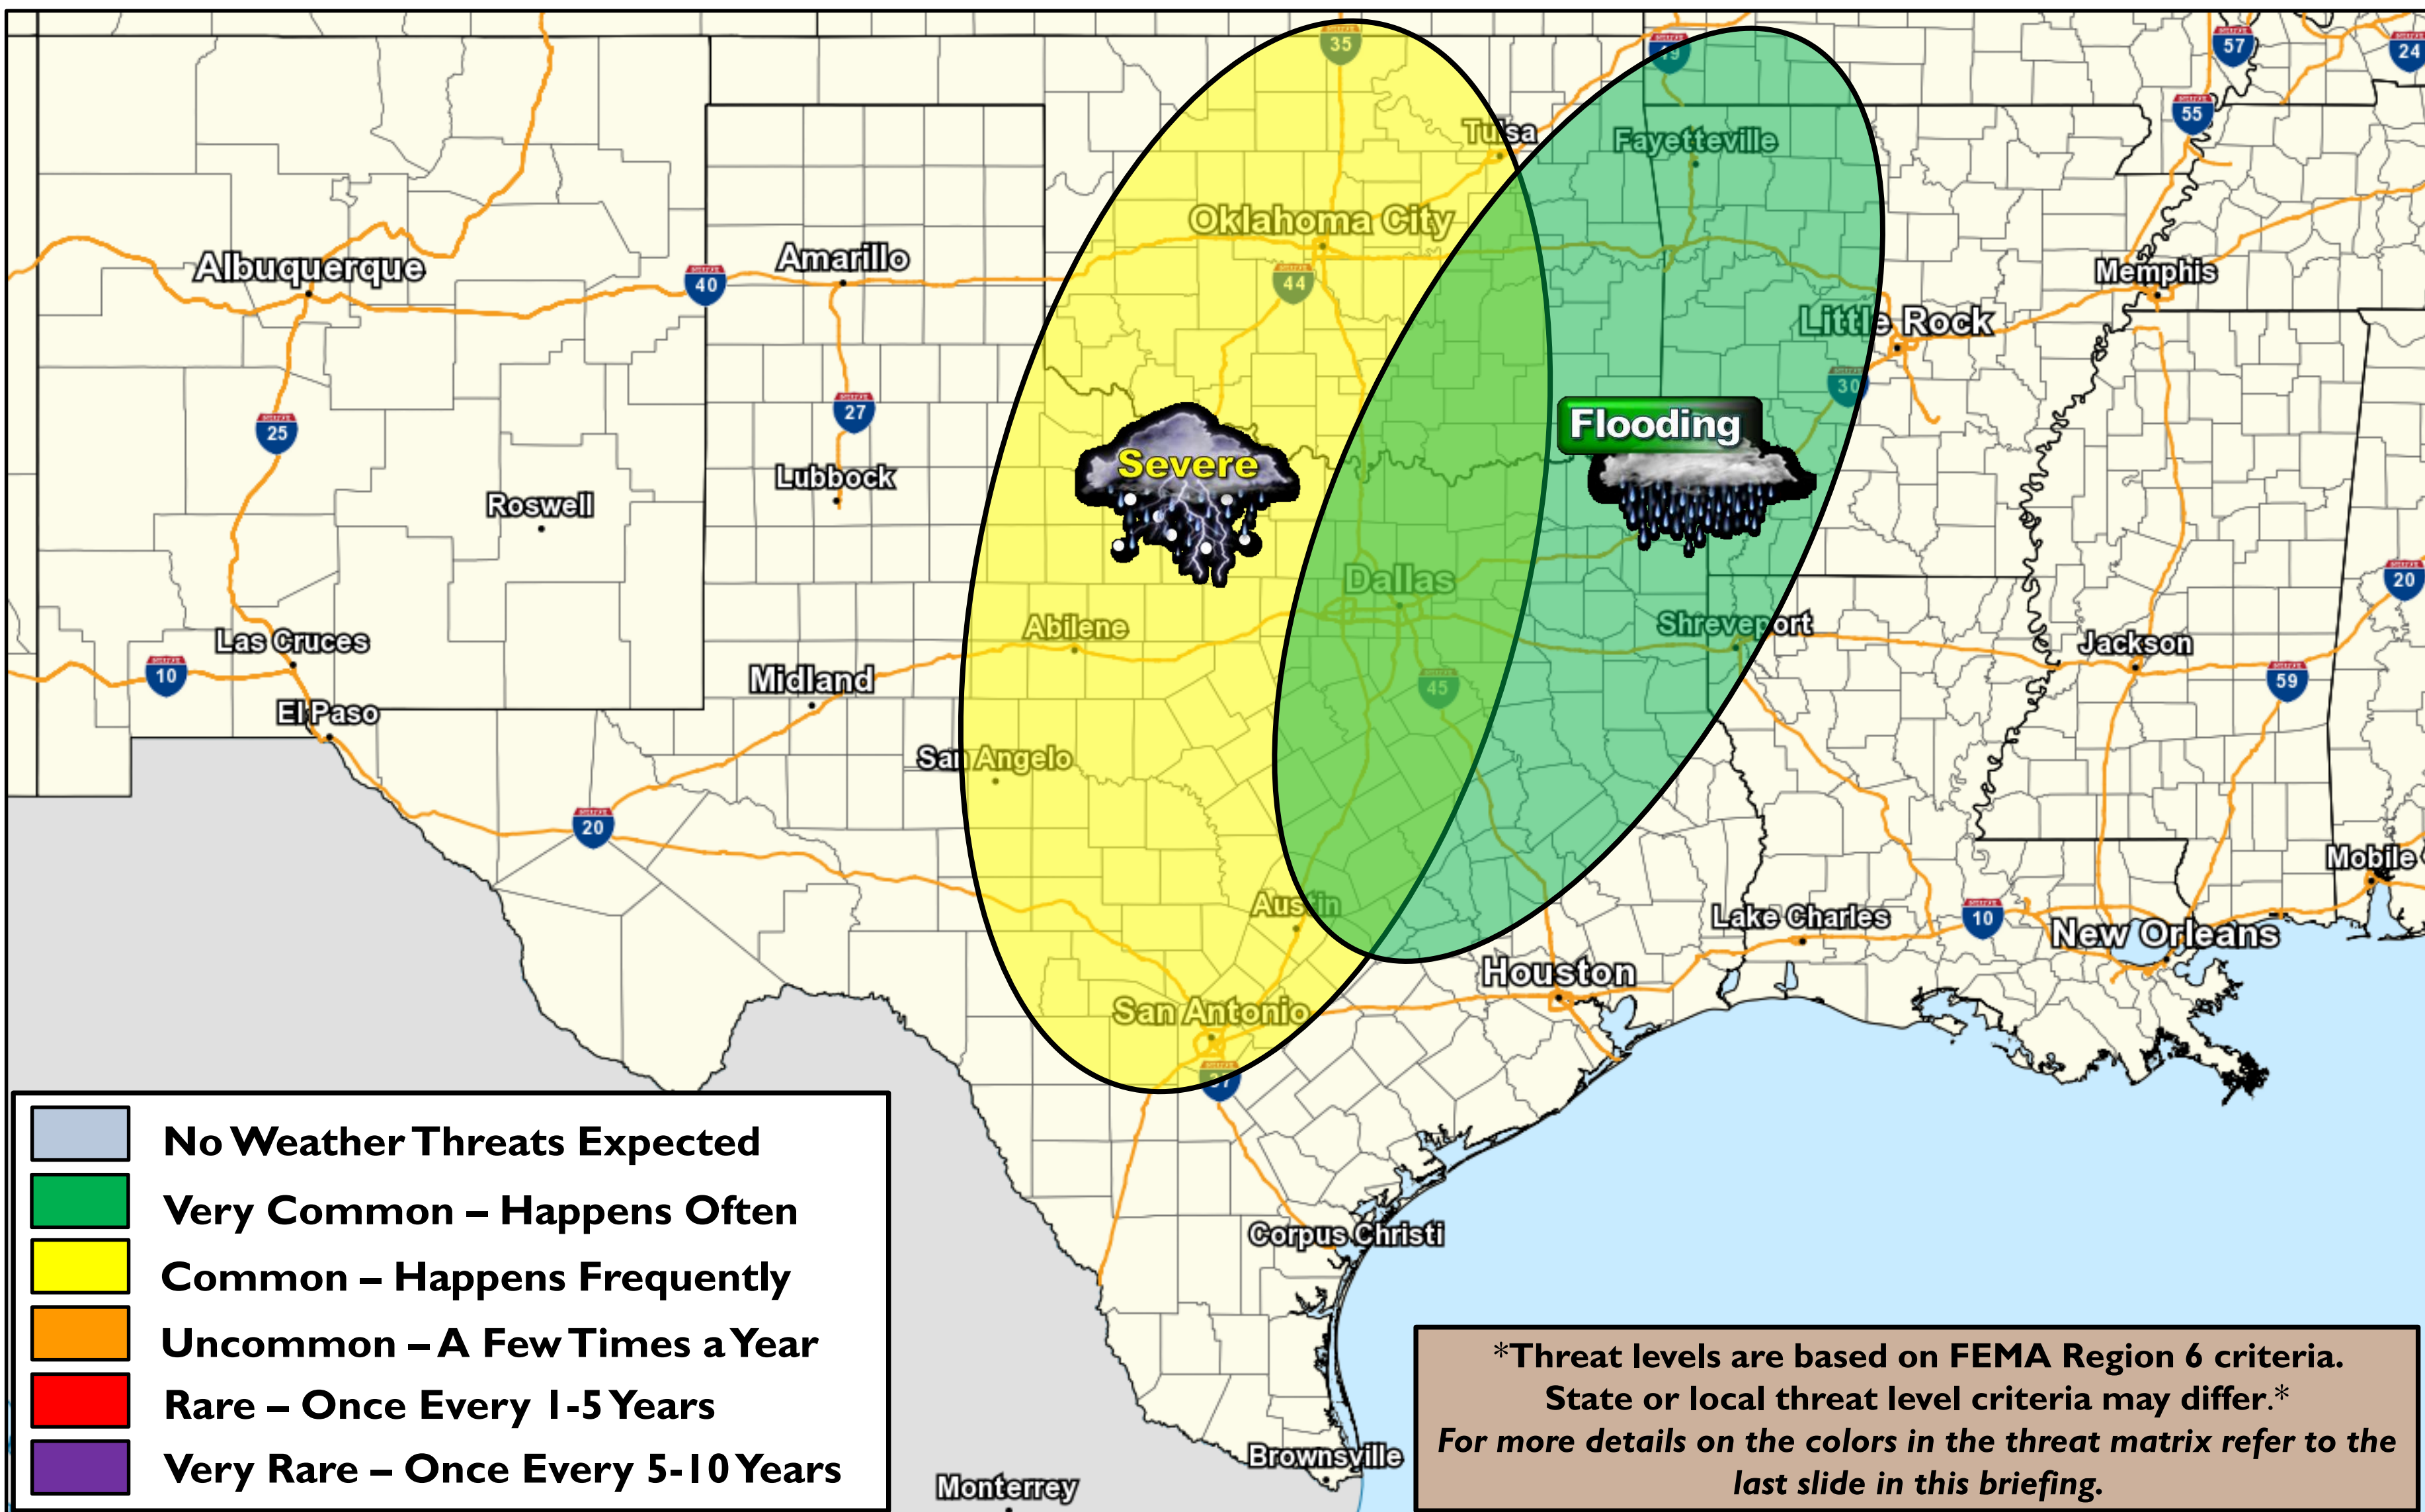 35
49
57
24
55
Tulsa
Fayetteville
Oklahoma City
Albuquerque
Amarillo
40
44
Memphis
Little Rock
30
25
27
Flooding
Severe
Lubbock
Roswell
Dallas
20
Abilene
Shreveport
Las Cruces
Jackson
10
Midland
45
59
El Paso
San Angelo
20
Mobile
Austin
Lake Charles
10
New Orleans
Houston
San Antonio
37
Corpus Christi
Brownsville
Monterrey
No Weather Threats Expected
Very Common – Happens Often
Common – Happens Frequently
Uncommon – A Few Times a Year
Rare – Once Every 1-5 Years
Very Rare – Once Every 5-10 Years
*Threat levels are based on FEMA Region 6 criteria.
State or local threat level criteria may differ.*
For more details on the colors in the threat matrix refer to the
last slide in this briefing.